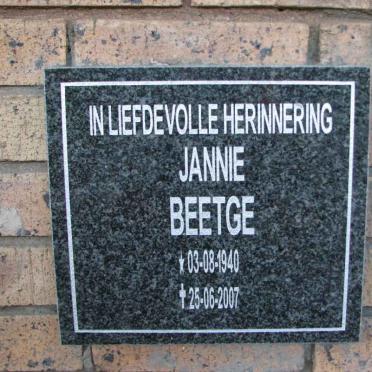 IN LIEFDEVOLLE HERINNERING
JANNIE
BEETGE
★ 03-08-1940
✝ 25-06-2007